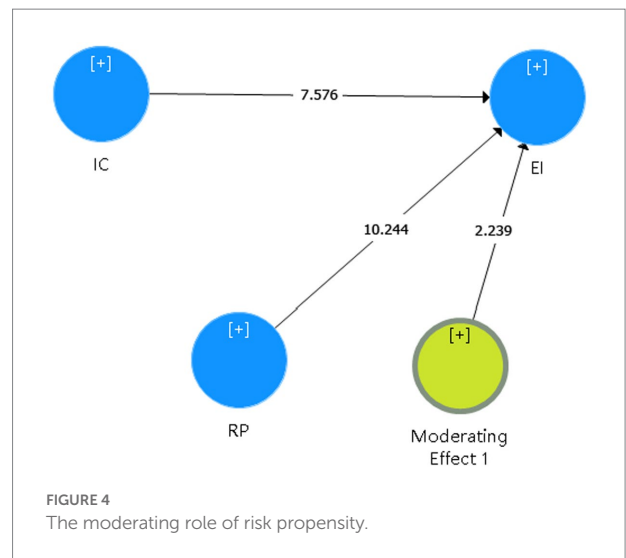 [+]
[+]
7.576
IC
EI
10.244
2.239
[+]
[+]
RP
Moderating
Effect 1
FIGURE 4
The moderating role of risk propensity.